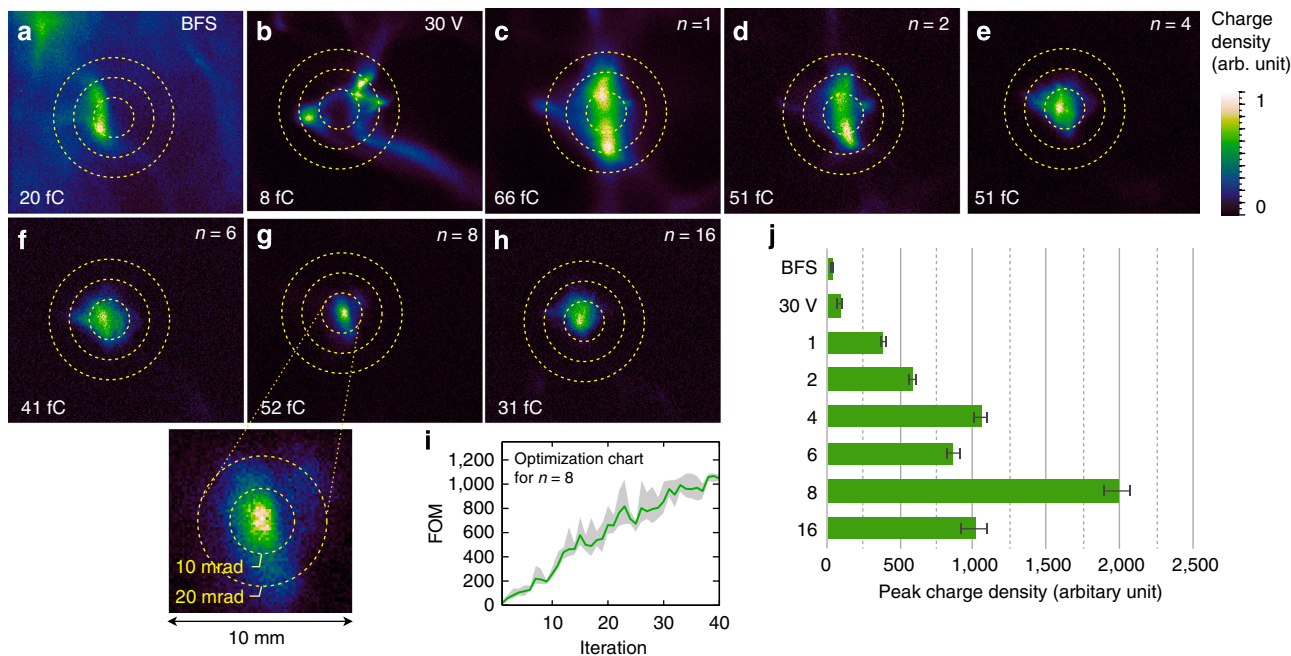 a BFS
20 fC
b 30 V
8 fC
c n =1
66 fC
d n = 2
51 fC
e n = 4
51 fC
Charge
density
(arb. unit)
1
0
f n = 6
41 fC
g n = 8
52 fC
h n = 16
31 fC
10 mrad
20 mrad
10 mm
i
Optimization chart
for n = 8
FOM
1,200
1,000
800
600
400
200
0
10 20 30 40
Iteration
j
BFS
30 V
1
2
4
6
8
16
0 500 1,000 1,500 2,000 2,500
Peak charge density (arbitary unit)